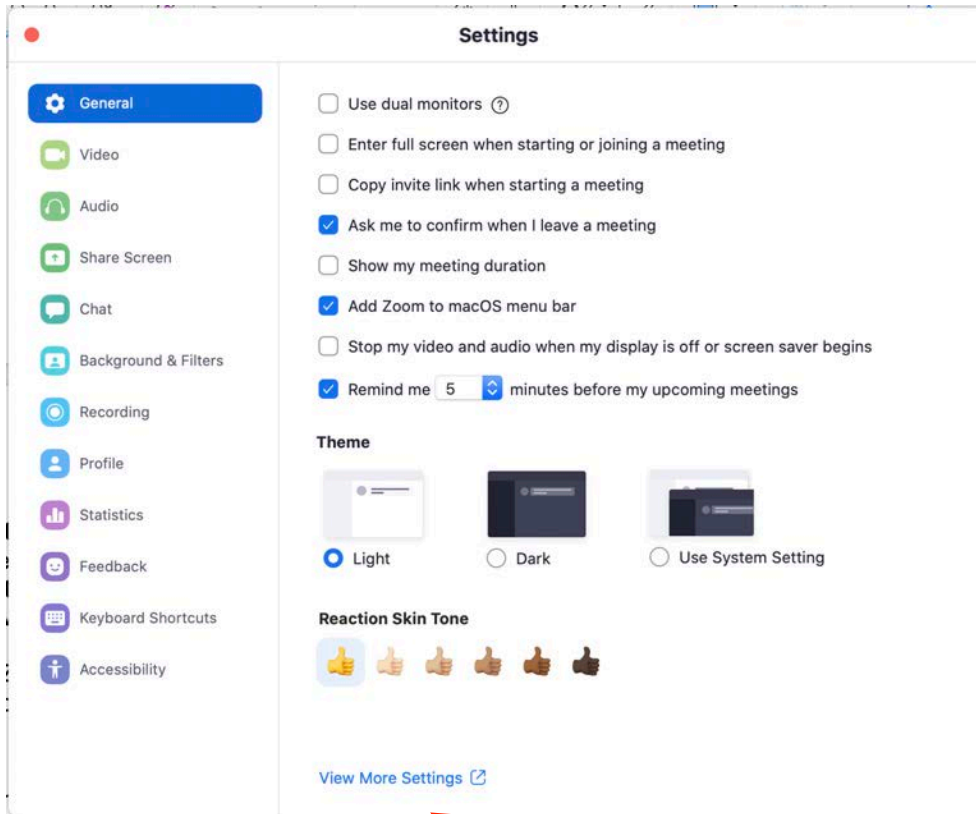 Settings
General
Video
Audio
Share Screen
Chat
Background & Filters
Recording
Profile
Statistics
Feedback
Keyboard Shortcuts
Accessibility
Use dual monitors ?
Enter full screen when starting or joining a meeting
Copy invite link when starting a meeting
Ask me to confirm when I leave a meeting
Show my meeting duration
Add Zoom to macOS menu bar
Stop my video and audio when my display is off or screen saver begins
Remind me 5 minutes before my upcoming meetings
Theme
Light Dark Use System Setting
Reaction Skin Tone
View More Settings